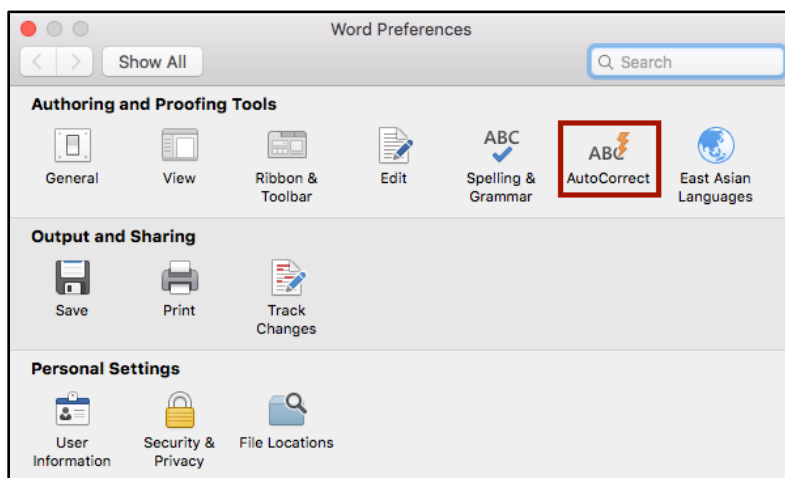 Word Preferences
Show All
Search
Authoring and Proofing Tools
ABC
ABC
General
View
Ribbon &
Toolbar
Edit
Spelling &
Grammar
AutoCorrect
East Asian
Languages
Output and Sharing
Save
Print
Track
Changes
Personal Settings
User
Information
Security &
Privacy
File Locations